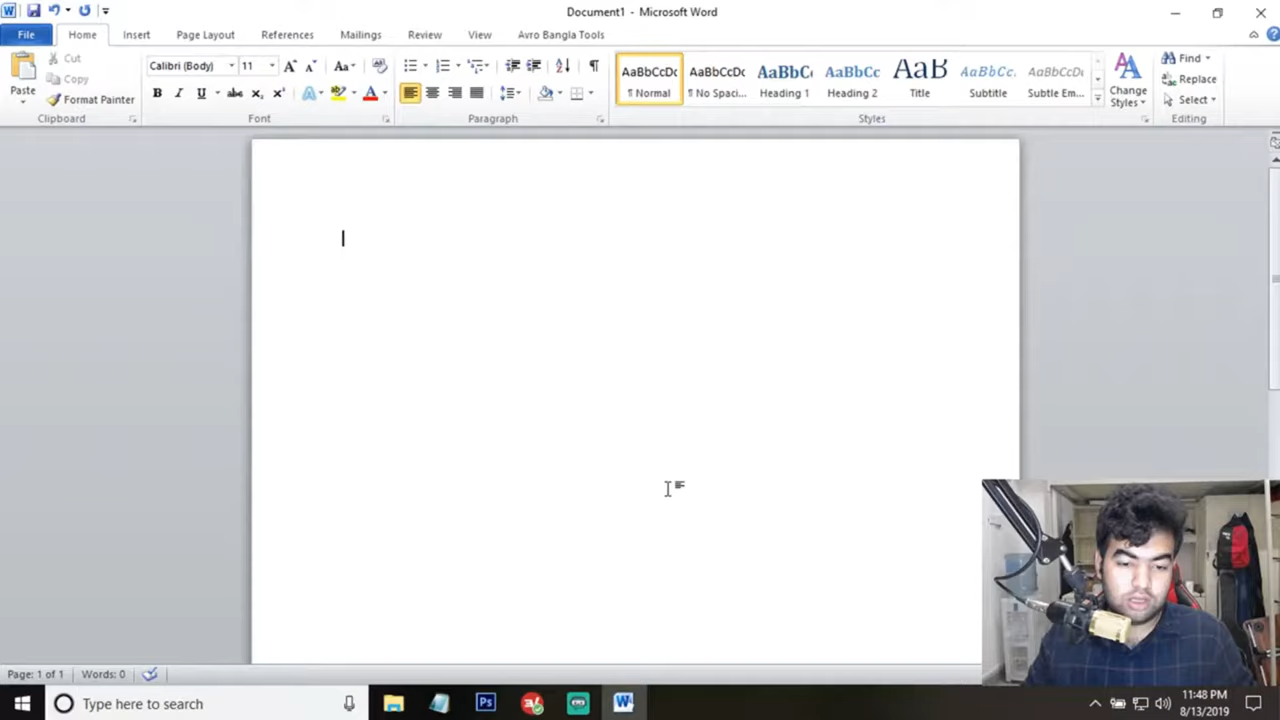 Document1 - Microsoft Word
File Home Insert Page Layout References Mailings Review View Avro Bangla Tools
Paste
Cut
Copy
Format Painter
Clipboard
Calibri (Body) 11
Font
Paragraph
AaBbCcDc AaBbCcDc AaBbC( AaBbCc AaB AaBbCc. AaBbCcDı
¶ Normal ¶ No Spaci... Heading 1 Heading 2 Title Subtitle Subtle Em...
Change
Styles
Styles
Find
Replace
Select
Editing
Page: 1 of 1 Words: 0
Type here to search
Ps
11:48 PM
8/13/2019